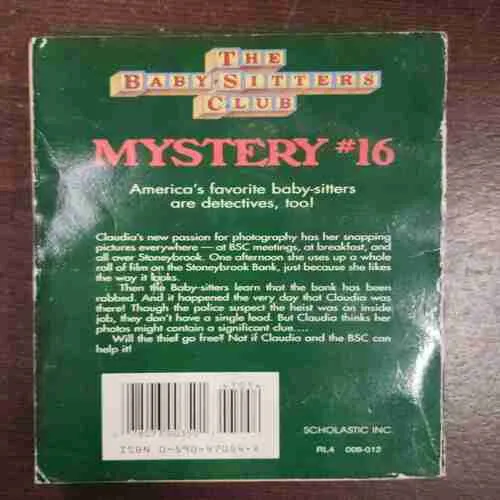 THE
BABY-SITTERS
CLUB
MYSTERY #16
America's favorite baby-sitters
are detectives, too!
Claudia's new passion for photography has her snapping
pictures everywhere — at BSC meetings, at breakfast, and
all over Stoneybrook. One afternoon she uses up a whole
roll of film on the Stoneybrook Bank, just because she likes
the way it looks.
Then the Baby-sitters learn that the bank has been
robbed. And it happened the very day that Claudia was
there! Though the police suspect the heist was an inside
job, they don't have a single lead. But Claudia thinks her
photos might contain a significant clue....
Will the thief go free? Not if Claudia and the BSC can
help it!
ISBN
SCHOLASTIC INC
RL4 008-012